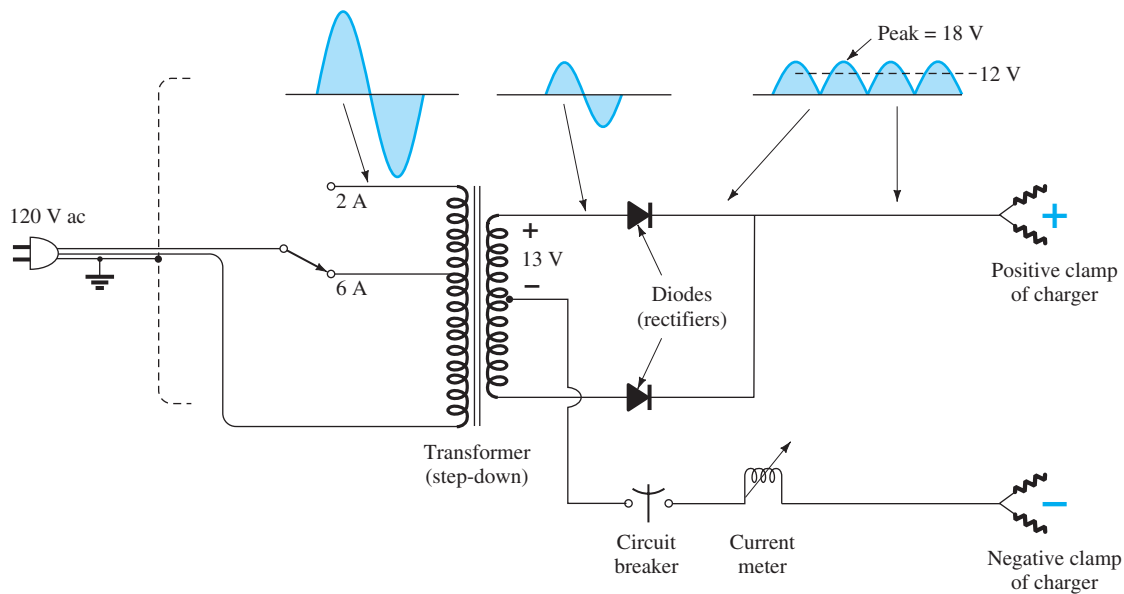 Peak = 18 V
12 V
120 V ac
2 A
6 A
+
13 V
−
Diodes
(rectifiers)
+
Positive clamp
of charger
Transformer
(step-down)
Circuit
breaker
Current
meter
−
Negative clamp
of charger